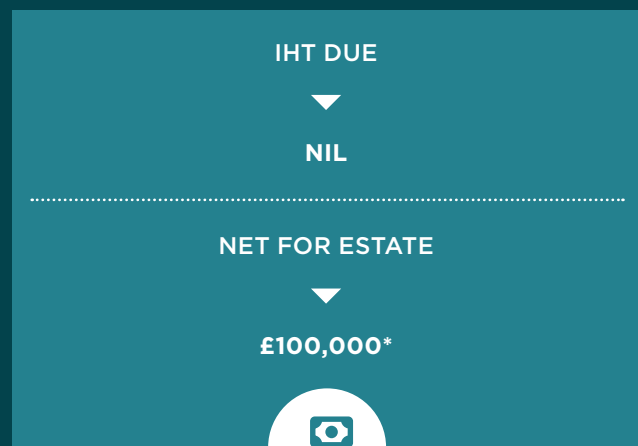 IHT DUE
NIL
NET FOR ESTATE
£100,000*